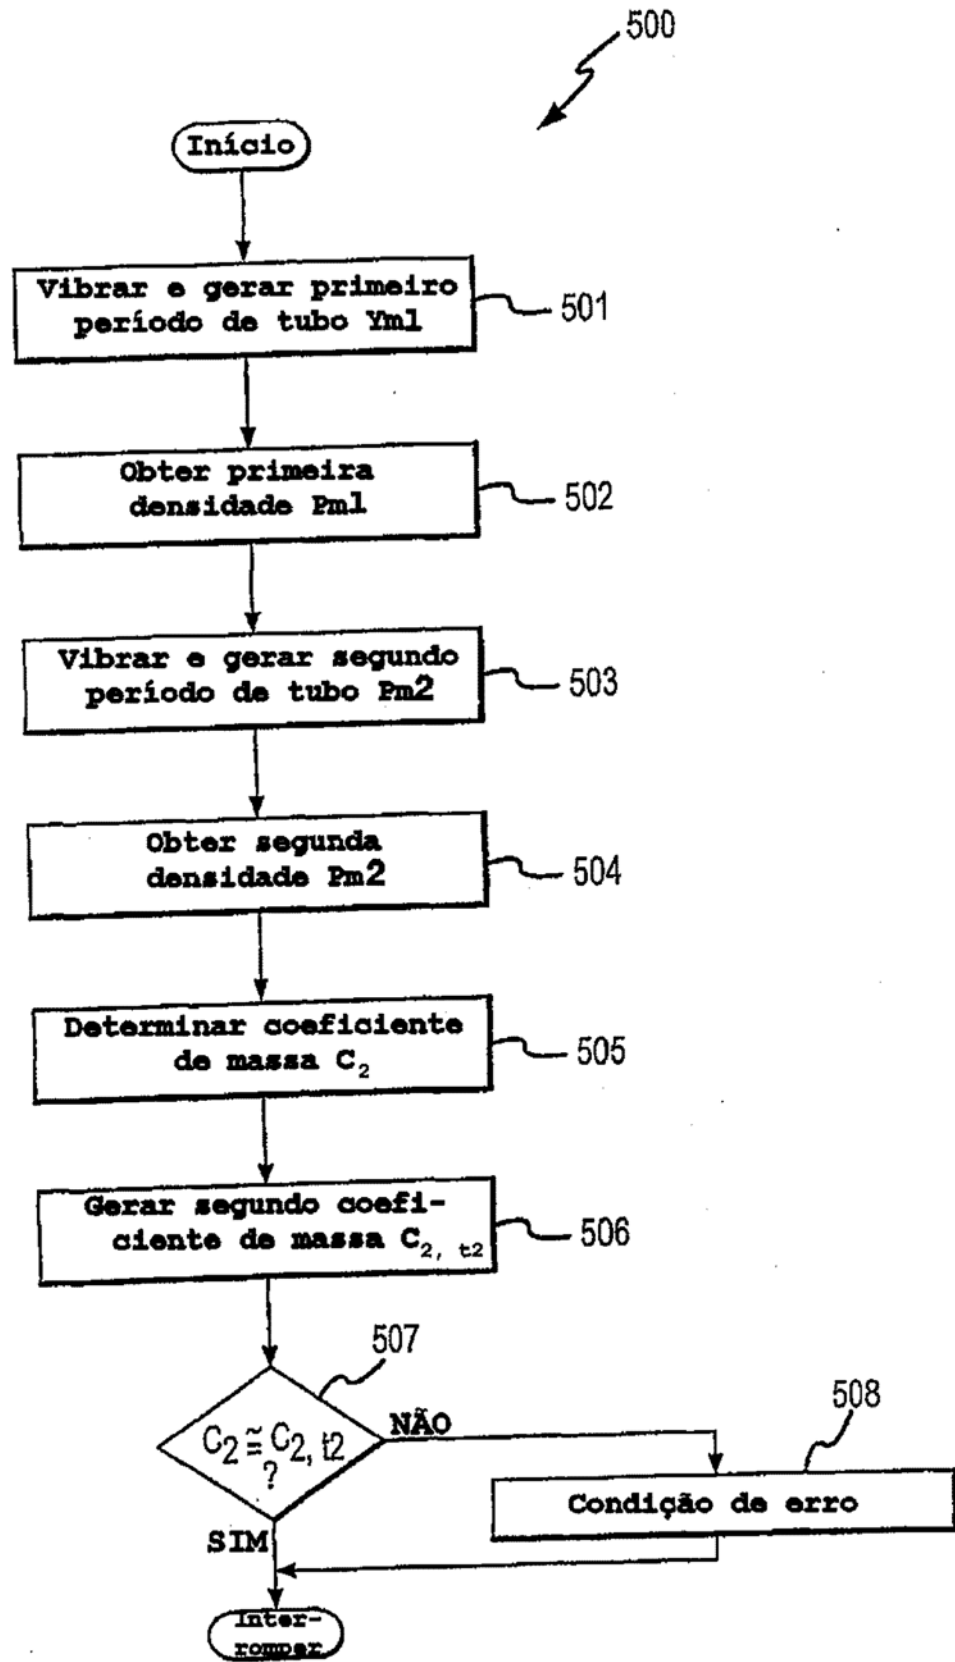 500
Início
Vibrar e gerar primeiro
período de tubo Ym1
501
Obter primeira
densidade Pm1
502
Vibrar e gerar segundo
período de tubo Pm2
503
Obter segunda
densidade Pm2
504
Determinar coeficiente
de massa C₂
505
Gerar segundo coefi-
ciente de massa C₂, t2
506
507
C₂ ≅ C₂, t2
?
NÃO
508
Condição de erro
SIM
Inter-
romper